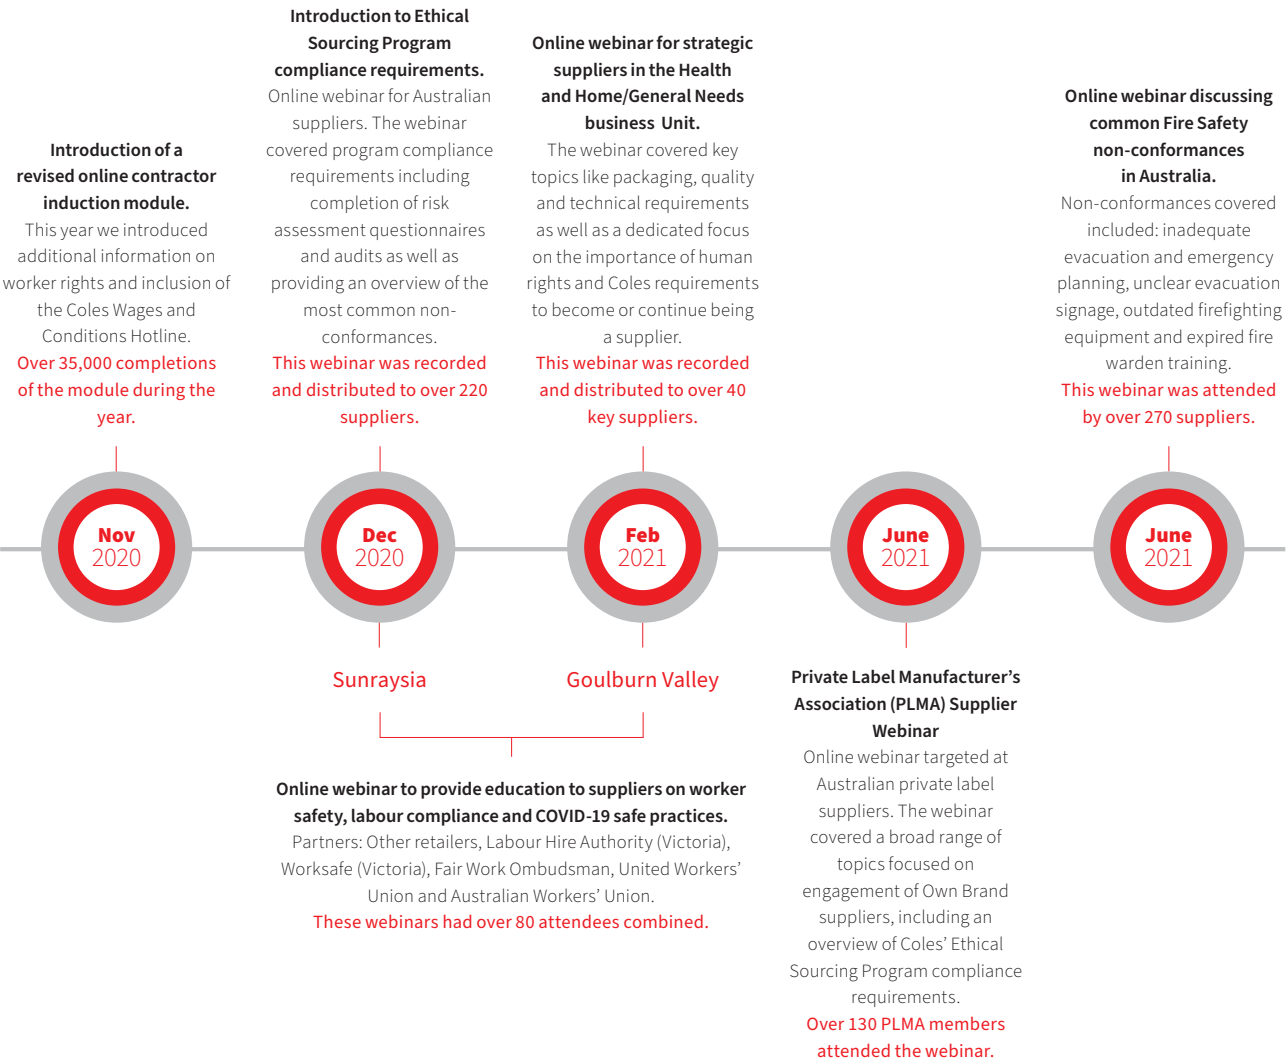 Introduction of a
revised online contractor
induction module.
This year we introduced
additional information on
worker rights and inclusion of
the Coles Wages and
Conditions Hotline.
Over 35,000 completions
of the module during the
year.
Introduction to Ethical
Sourcing Program
compliance requirements.
Online webinar for Australian
suppliers. The webinar
covered program compliance
requirements including
completion of risk
assessment questionnaires
and audits as well as
providing an overview of the
most common non-
conformances.
This webinar was recorded
and distributed to over 220
suppliers.
Online webinar for strategic
suppliers in the Health
and Home/General Needs
business Unit.
The webinar covered key
topics like packaging, quality
and technical requirements
as well as a dedicated focus
on the importance of human
rights and Coles requirements
to become or continue being
a supplier.
This webinar was recorded
and distributed to over 40
key suppliers.
Online webinar discussing
common Fire Safety
non-conformances
in Australia.
Non-conformances covered
included: inadequate
evacuation and emergency
planning, unclear evacuation
signage, outdated firefighting
equipment and expired fire
warden training.
This webinar was attended
by over 270 suppliers.
Nov
2020
Dec
2020
Feb
2021
June
2021
June
2021
Sunraysia
Goulburn Valley
Online webinar to provide education to suppliers on worker
safety, labour compliance and COVID-19 safe practices.
Partners: Other retailers, Labour Hire Authority (Victoria),
Worksafe (Victoria), Fair Work Ombudsman, United Workers’
Union and Australian Workers’ Union.
These webinars had over 80 attendees combined.
Private Label Manufacturer’s
Association (PLMA) Supplier
Webinar
Online webinar targeted at
Australian private label
suppliers. The webinar
covered a broad range of
topics focused on
engagement of Own Brand
suppliers, including an
overview of Coles’ Ethical
Sourcing Program compliance
requirements.
Over 130 PLMA members
attended the webinar.